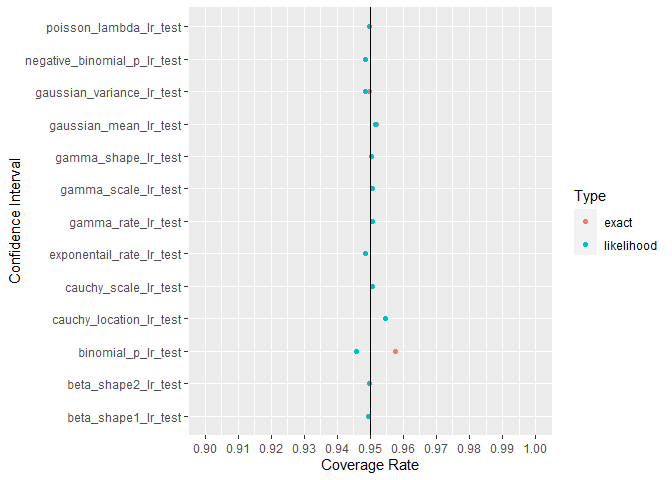 poisson_lambda_lr_test
negative_binomial_p_lr_test
gaussian_variance_lr_test
gaussian_mean_lr_test
gamma_shape_lr_test
gamma_scale_lr_test
gamma_rate_lr_test
exponentail_rate_lr_test
cauchy_scale_lr_test
cauchy_location_lr_test
binomial_p_lr_test
beta_shape2_lr_test
beta_shape1_lr_test
Confidence Interval
0.90 0.91 0.92 0.93 0.94 0.95 0.96 0.97 0.98 0.99 1.00
Coverage Rate
Type
exact
likelihood